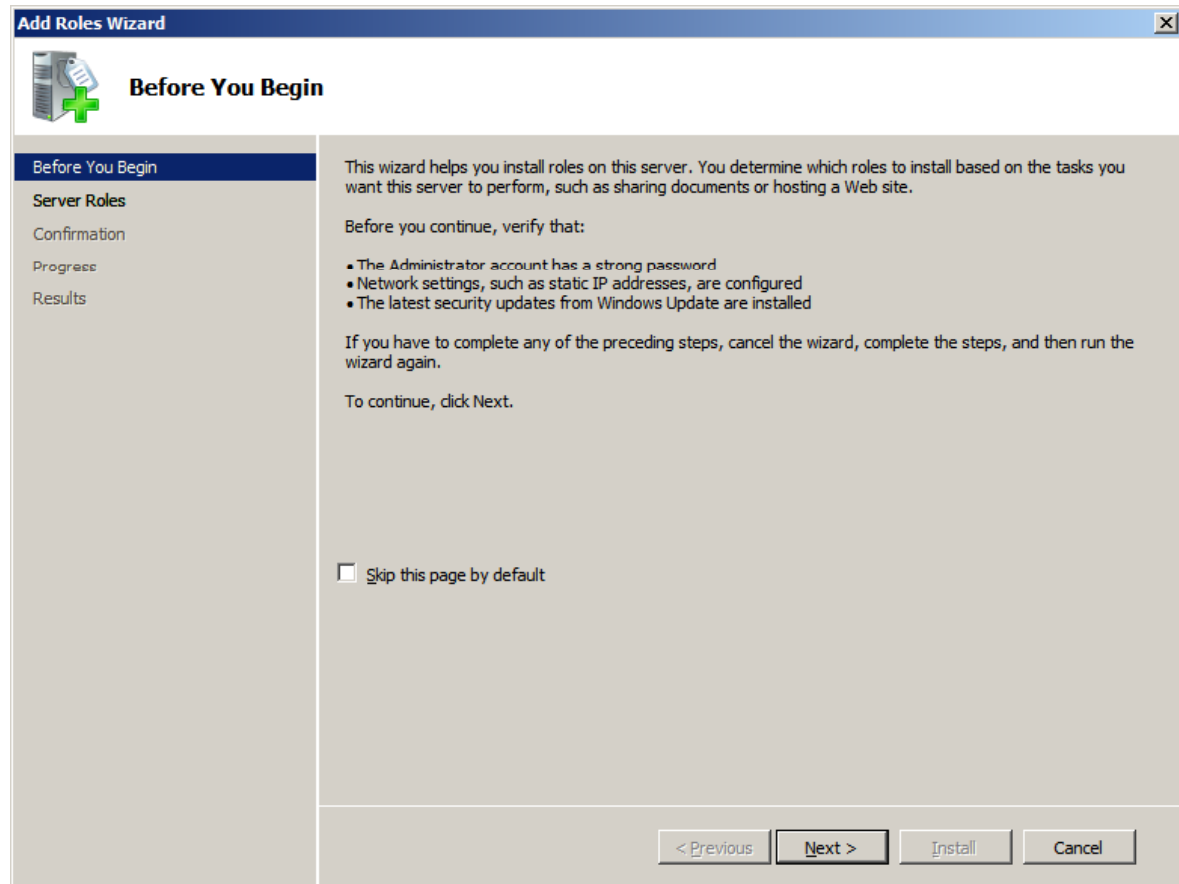 Add Roles Wizard
Before You Begin
Before You Begin
Server Roles
Confirmation
Progress
Results
This wizard helps you install roles on this server. You determine which roles to install based on the tasks you
want this server to perform, such as sharing documents or hosting a Web site.
Before you continue, verify that:
• The Administrator account has a strong password
• Network settings, such as static IP addresses, are configured
• The latest security updates from Windows Update are installed
If you have to complete any of the preceding steps, cancel the wizard, complete the steps, and then run the
wizard again.
To continue, click Next.
Skip this page by default
< Previous
Next >
Install
Cancel